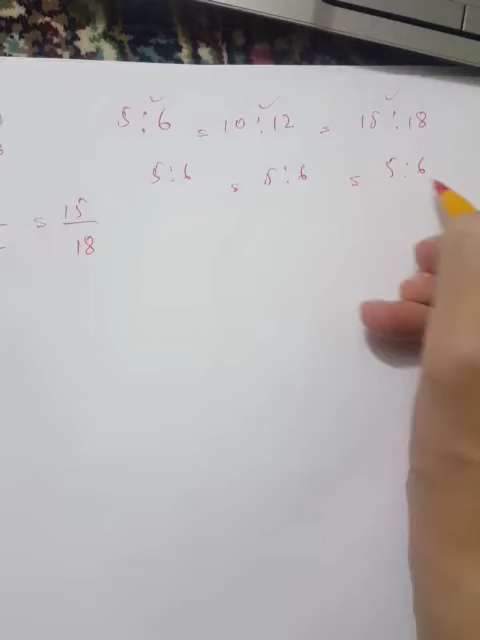 5:6 = 10:12 = 15:18
5:6 = 5:6 = 5:6
= 15/18